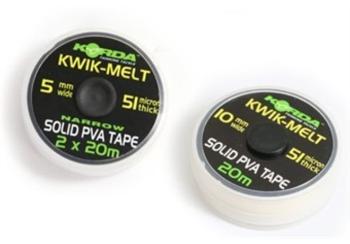 KORDA
KWIK-MELT
5 mm wide
51 micron thick
NARROW
SOLID PVA TAPE
2 x 20m
KORDA
KWIK-MELT
10 mm wide
51 micron thick
SOLID PVA TAPE
20m